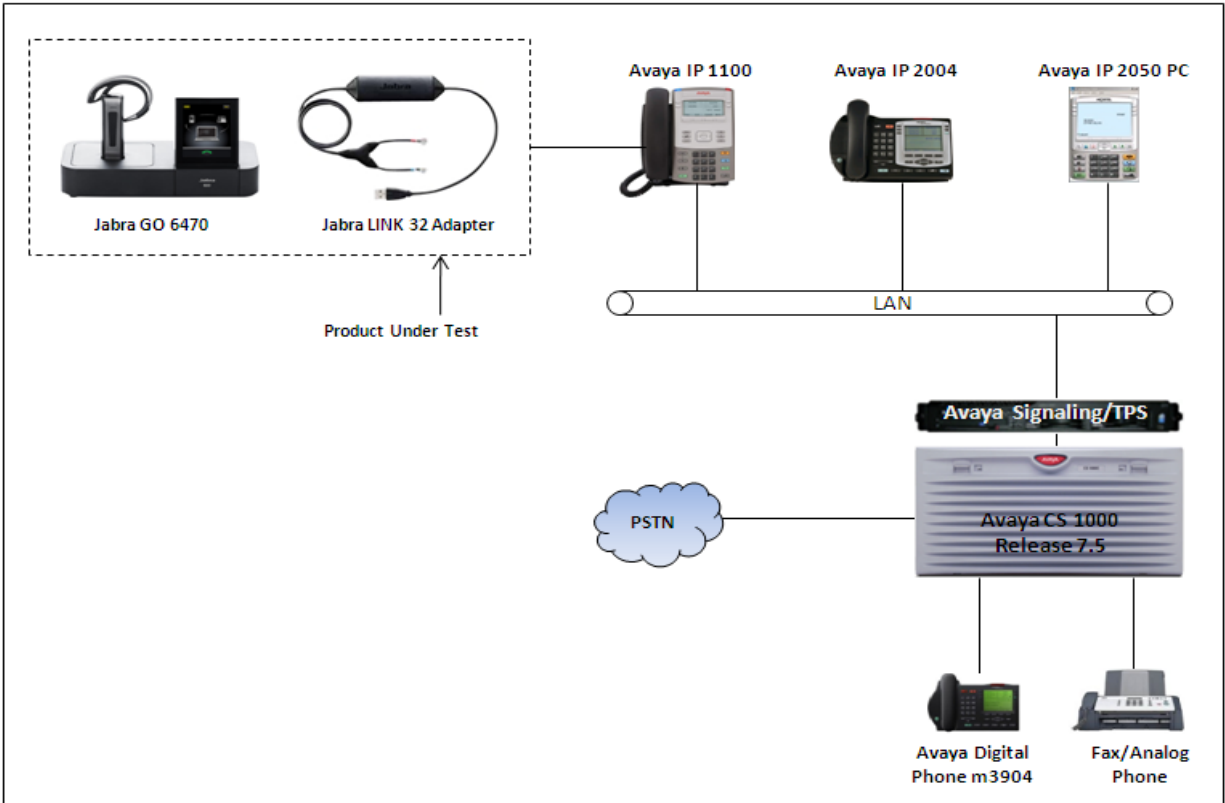 Avaya IP 1100
Avaya IP 2004
Avaya IP 2050 PC
Jabra
Jabra GO 6470
Jabra LINK 32 Adapter
LAN
Product Under Test
Avaya Signaling/TPS
AVAYA
PSTN
Avaya CS 1000
Release 7.5
Avaya Digital
Phone m3904
Fax/Analog
Phone